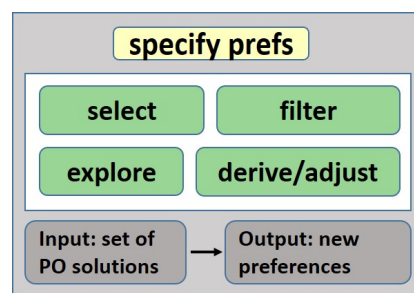 specify prefs
select
filter
explore
derive/adjust
Input: set of
PO solutions
Output: new
preferences